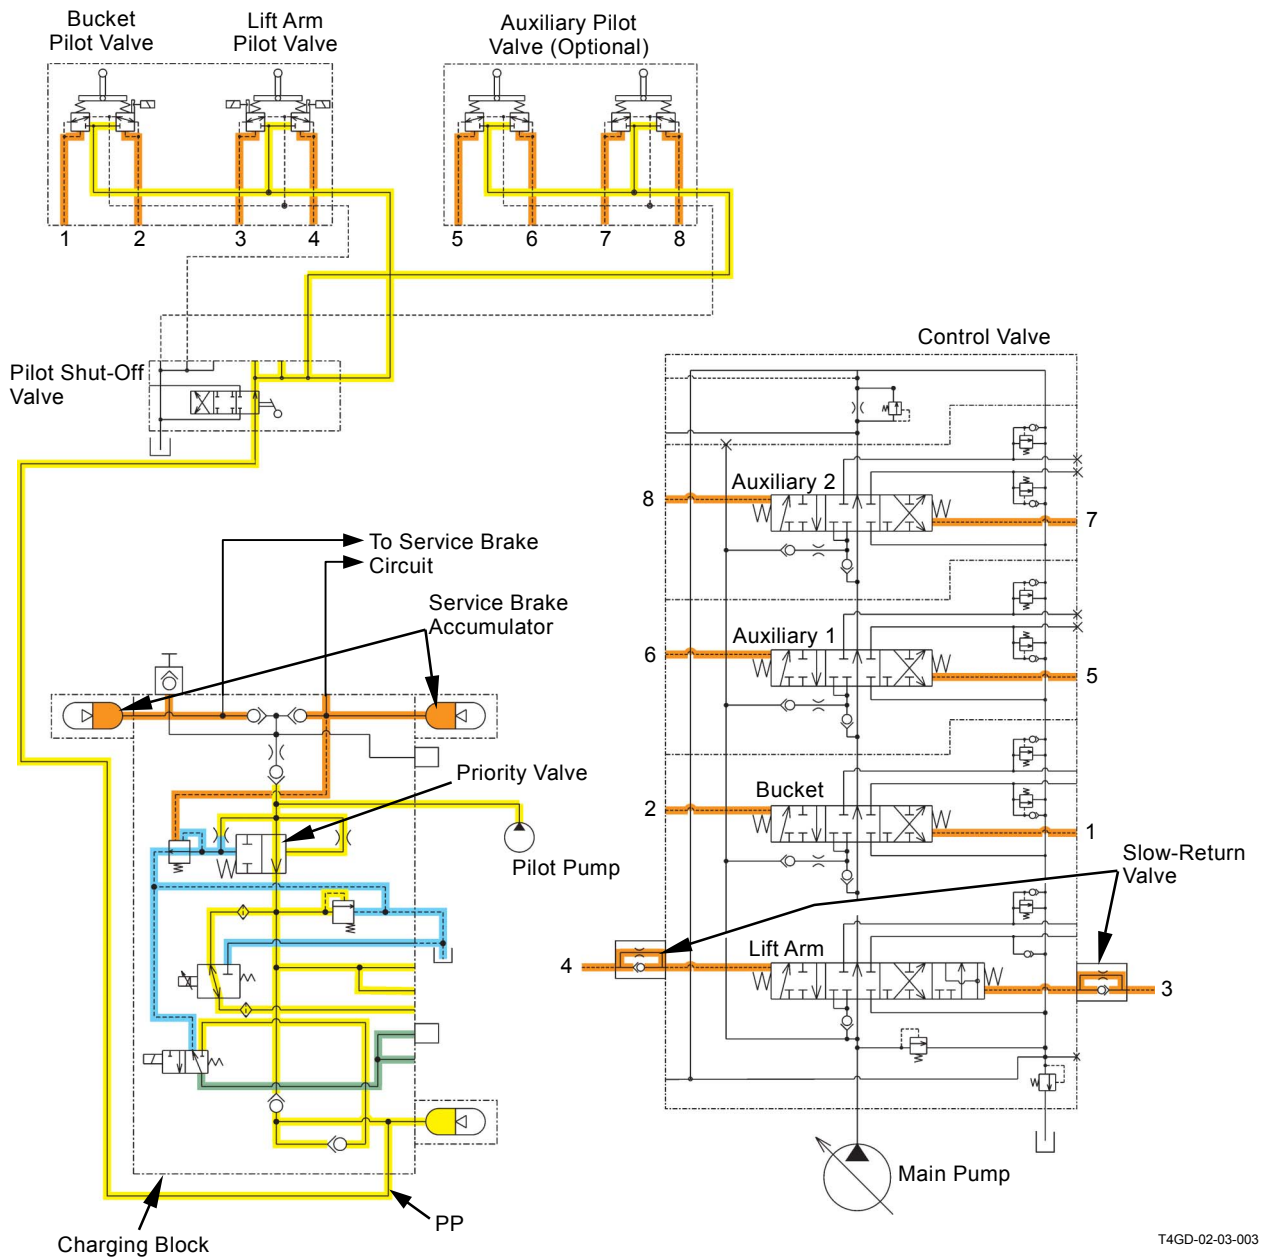 Bucket
Pilot Valve
Lift Arm
Pilot Valve
Auxiliary Pilot
Valve (Optional)
1
2
3
4
5
6
7
8
Pilot Shut-Off
Valve
Control Valve
Auxiliary 2
8
7
To Service Brake
Circuit
Service Brake
Accumulator
Auxiliary 1
6
5
Priority Valve
Pilot Pump
Bucket
2
1
Slow-Return
Valve
Lift Arm
4
3
Main Pump
PP
Charging Block
T4GD-02-03-003